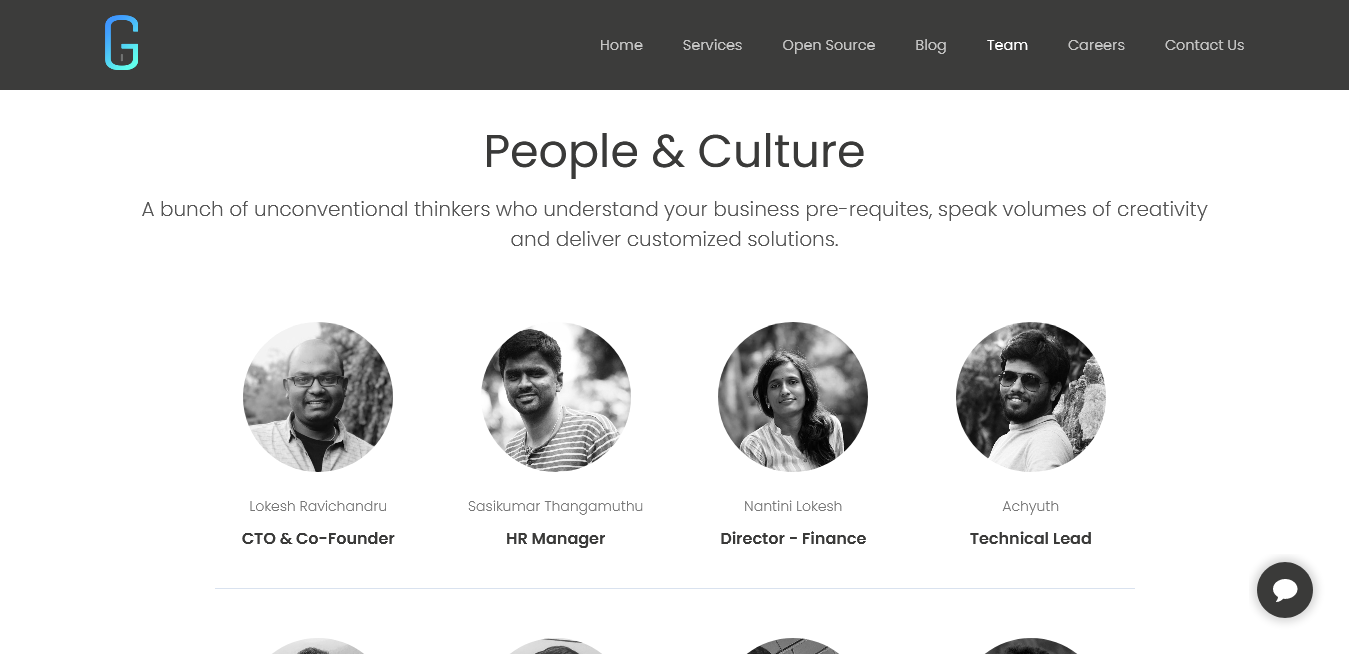 G
Home Services Open Source Blog Team Careers Contact Us
People & Culture
A bunch of unconventional thinkers who understand your business pre-requites, speak volumes of creativity
and deliver customized solutions.
Lokesh Ravichandru Sasikumar Thangamuthu Nantini Lokesh Achyuth
CTO & Co-Founder HR Manager Director - Finance Technical Lead